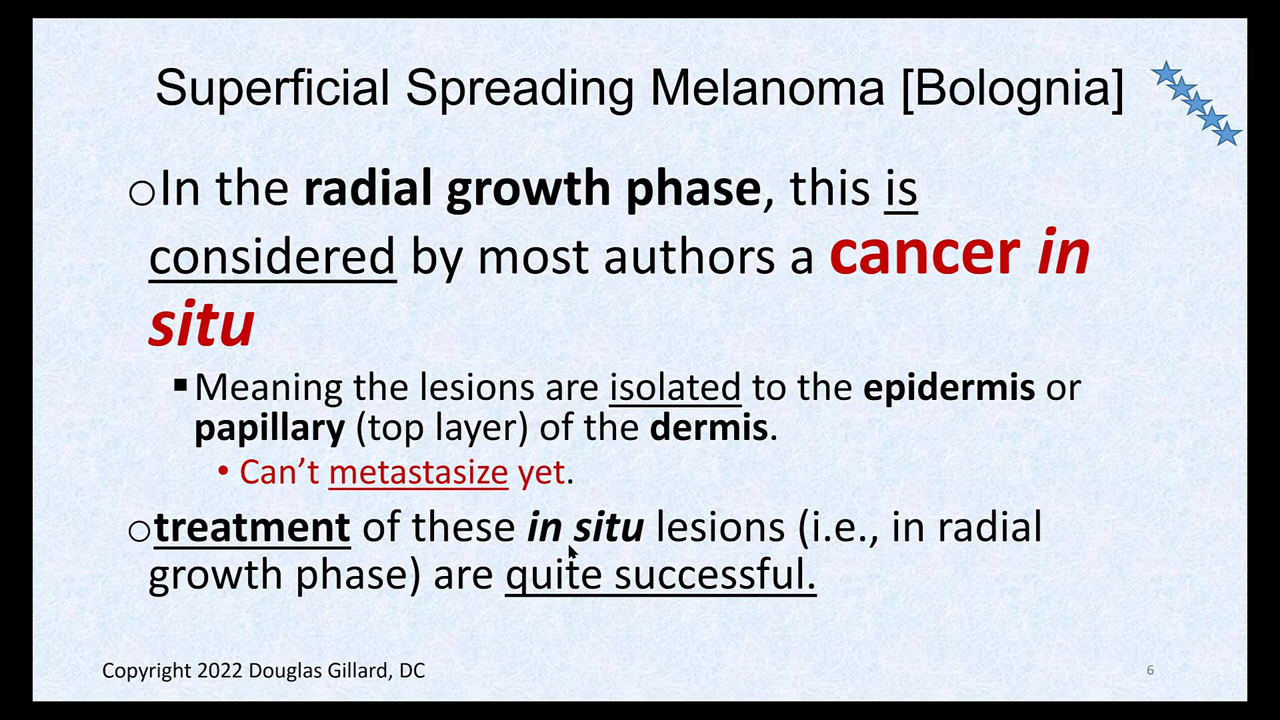 Superficial Spreading Melanoma [Bolognia]
oIn the radial growth phase, this is
considered by most authors a cancer in
situ
▪Meaning the lesions are isolated to the epidermis or
papillary (top layer) of the dermis.
• Can’t metastasize yet.
otreatment of these in situ lesions (i.e., in radial
growth phase) are quite successful.
Copyright 2022 Douglas Gillard, DC
6